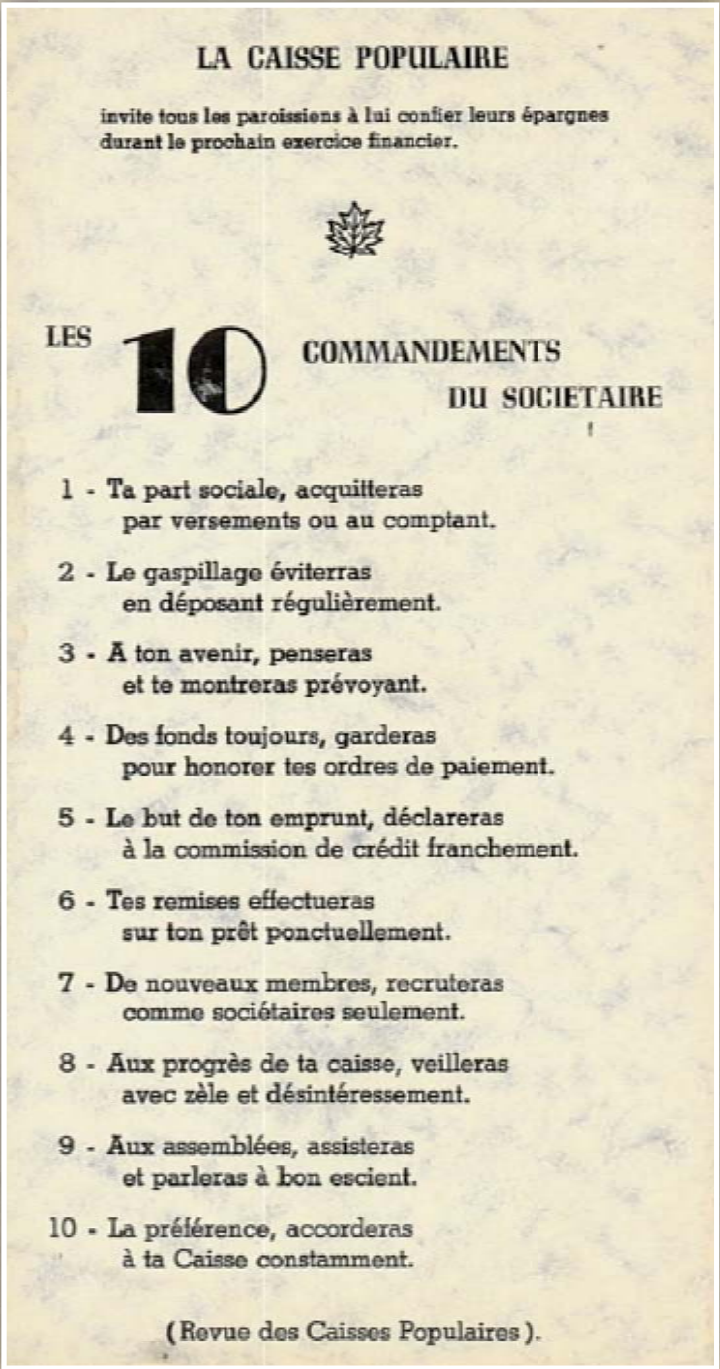 LA CAISSE POPULAIRE
invite tous les paroissiens à lui confier leurs épargnes
durant le prochain exercice financier.
LES 10 COMMANDEMENTS
DU SOCIETAIRE
1 - Ta part sociale, acquitteras
par versements ou au comptant.
2 - Le gaspillage éviterras
en déposant régulièrement.
3 - A ton avenir, penseras
et te montreras prévoyant.
4 - Des fonds toujours, garderas
pour honorer tes ordres de paiement.
5 - Le but de ton emprunt, déclareras
à la commission de crédit franchement.
6 - Tes remises effectueras
sur ton prêt ponctuellement.
7 - De nouveaux membres, recruteras
comme sociétaires seulement.
8 - Aux progrès de ta caisse, veilleras
avec zèle et désintéressement.
9 - Aux assemblées, assisteras
et parleras à bon escient.
10 - La préférence, accorderas
à ta Caisse constamment.
(Revue des Caisses Populaires).